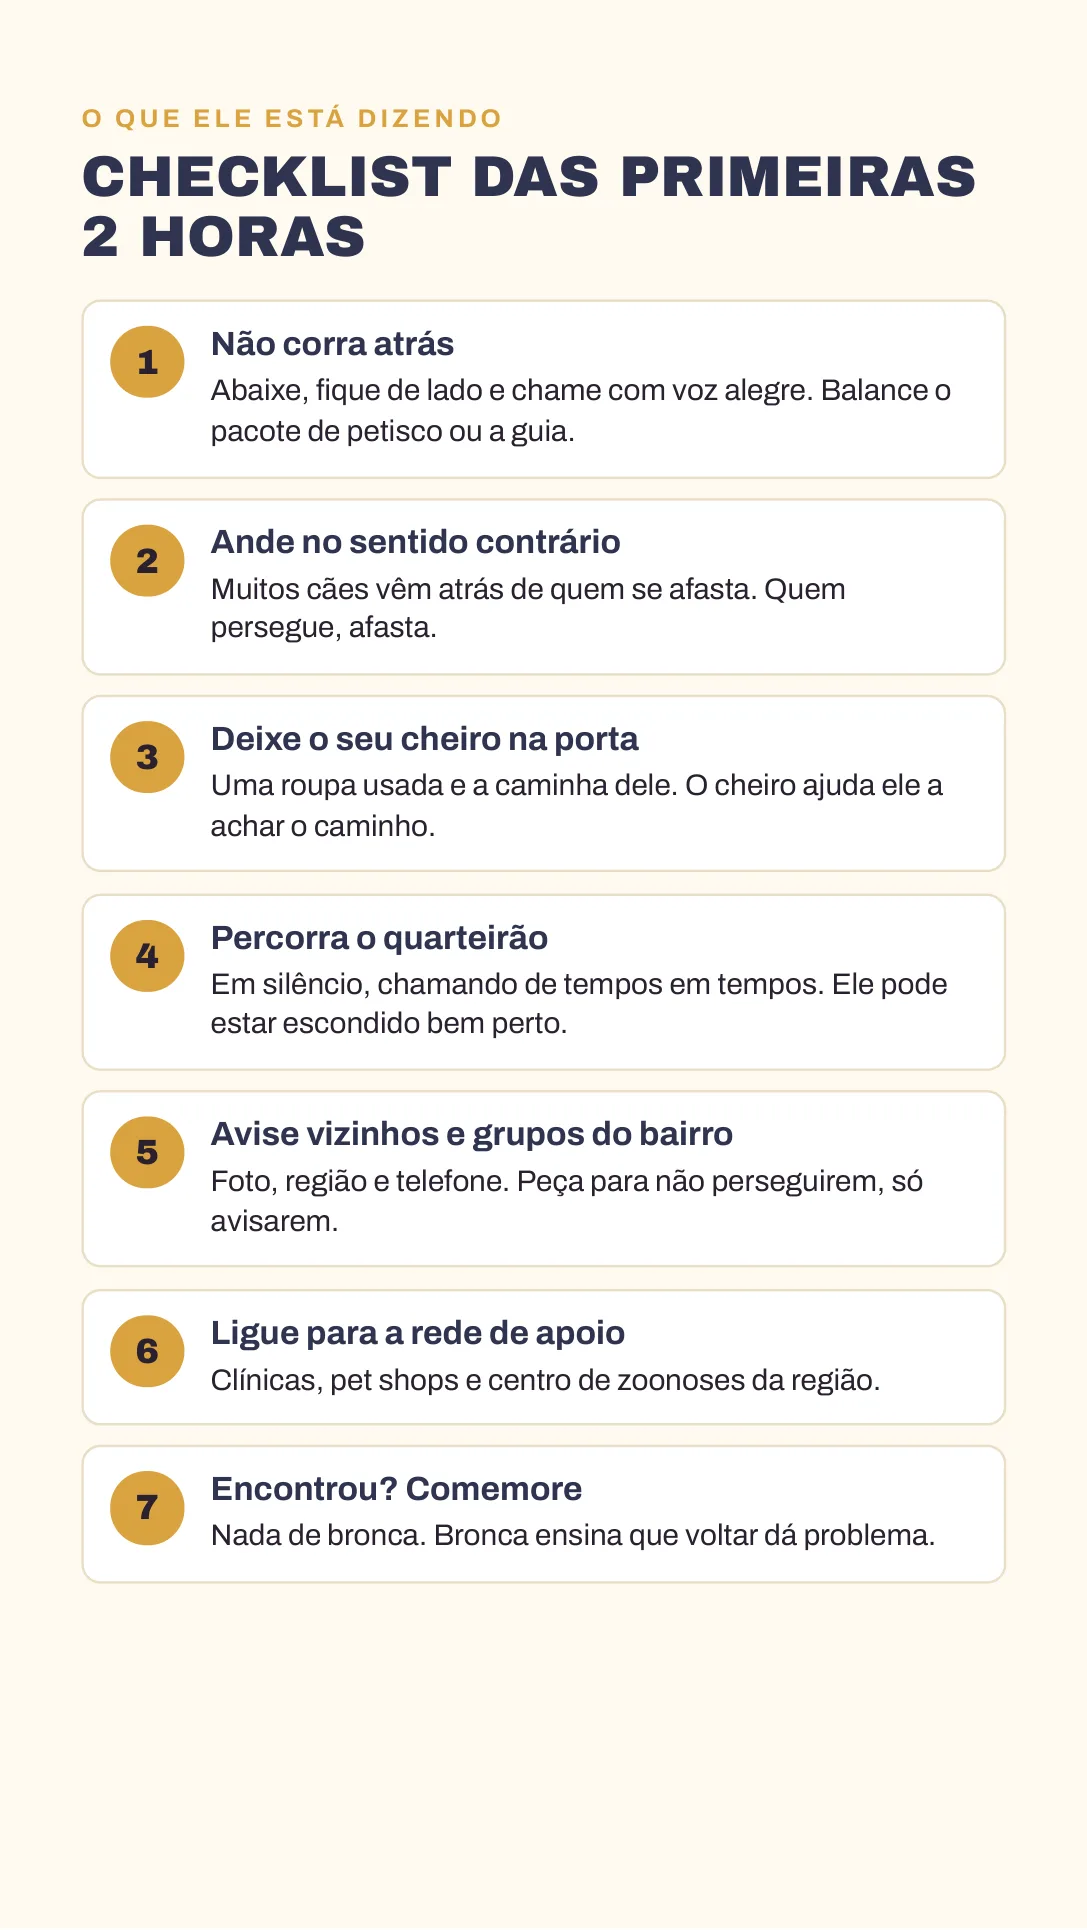 O QUE ELE ESTÁ DIZENDO
CHECKLIST DAS PRIMEIRAS
2 HORAS
1
Não corra atrás
Abaixe, fique de lado e chame com voz alegre. Balance o
pacote de petisco ou a guia.
2
Ande no sentido contrário
Muitos cães vêm atrás de quem se afasta. Quem
persegue, afasta.
3
Deixe o seu cheiro na porta
Uma roupa usada e a caminha dele. O cheiro ajuda ele a
achar o caminho.
4
Percorra o quarteirão
Em silêncio, chamando de tempos em tempos. Ele pode
estar escondido bem perto.
5
Avise vizinhos e grupos do bairro
Foto, região e telefone. Peça para não perseguirem, só
avisarem.
6
Ligue para a rede de apoio
Clínicas, pet shops e centro de zoonoses da região.
7
Encontrou? Comemore
Nada de bronca. Bronca ensina que voltar dá problema.